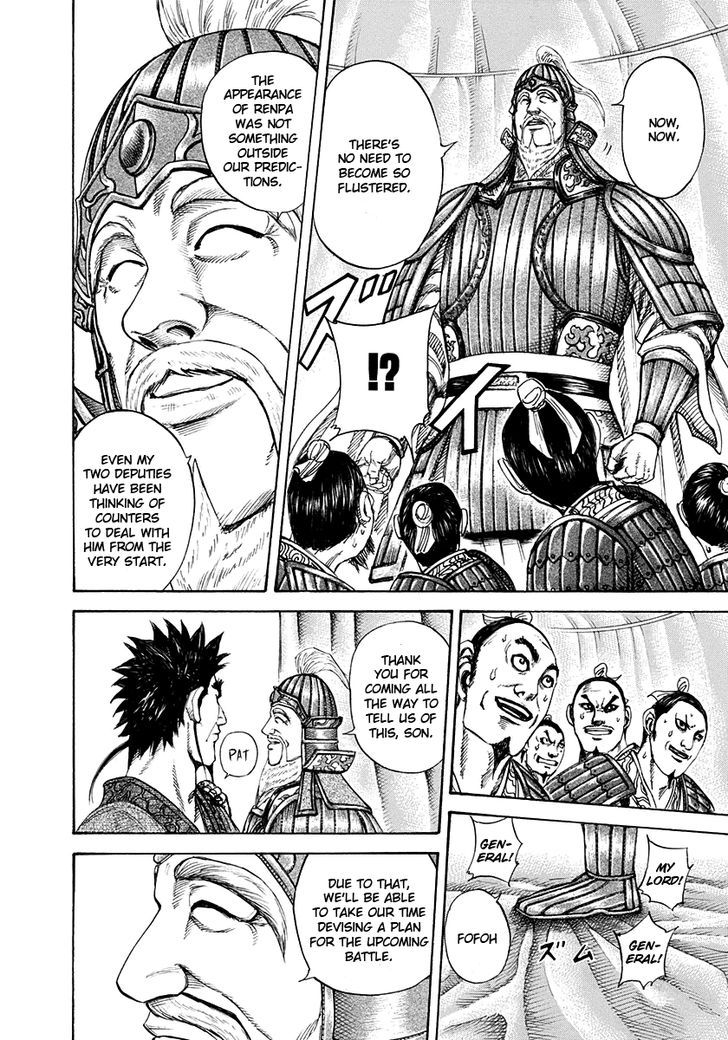 NOW,
NOW.
THERE'S
NO NEED TO
BECOME SO
FLUSTERED.
ズイ
!?
THE
APPEARANCE
OF RENPA
WAS NOT
SOMETHING
OUTSIDE
OUR
PREDIC-
TIONS.
EVEN MY
TWO DEPUTIES
HAVE BEEN
THINKING OF
COUNTERS
TO DEAL WITH
HIM FROM THE
VERY START.
GEN-
ERAL!
MY
LORD!
GEN-
ERAL!
FOFOH
ズム
THANK
YOU FOR
COMING ALL
THE WAY TO
TELL US
OF THIS, SON.
PAT
DUE TO THAT,
WE'LL BE ABLE
TO TAKE OUR TIME
DEVISING A PLAN
FOR THE UPCOMING
BATTLE.